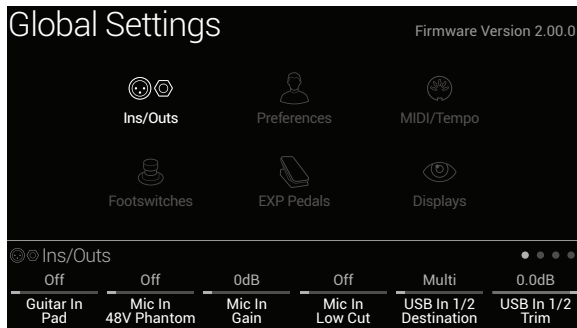 Global Settings
Firmware Version 2.00.0
Ins/Outs
Preferences
MIDI/Tempo
Footswitches
EXP Pedals
Displays
Ins/Outs
Off
Off
0dB
Off
Multi
0.0dB
Guitar In
Pad
Mic In
48V Phantom
Mic In
Gain
Mic In
Low Cut
USB In 1/2
Destination
USB In 1/2
Trim